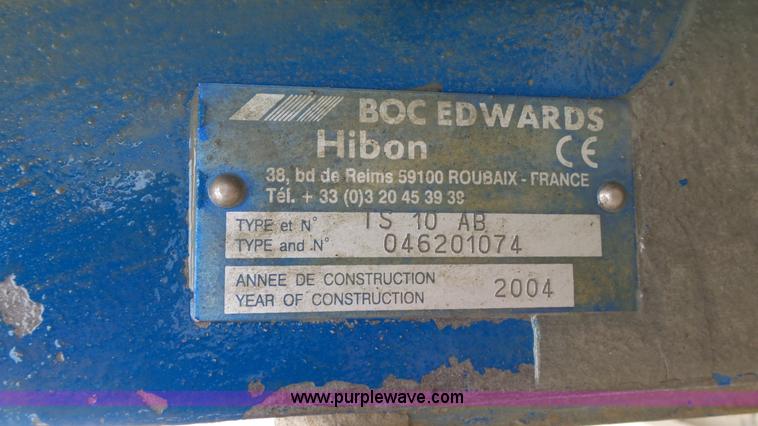 BOC EDWARDS
Hibon CE
38, bd de Reims 59100 ROUBAIX - FRANCE
Tél. + 33 (0)3 20 45 39 39
TYPE et N° TS 10 AB
TYPE and .N° 046201074
ANNEE DE CONSTRUCTION
YEAR OF CONSTRUCTION 2004
www.purplewave.com